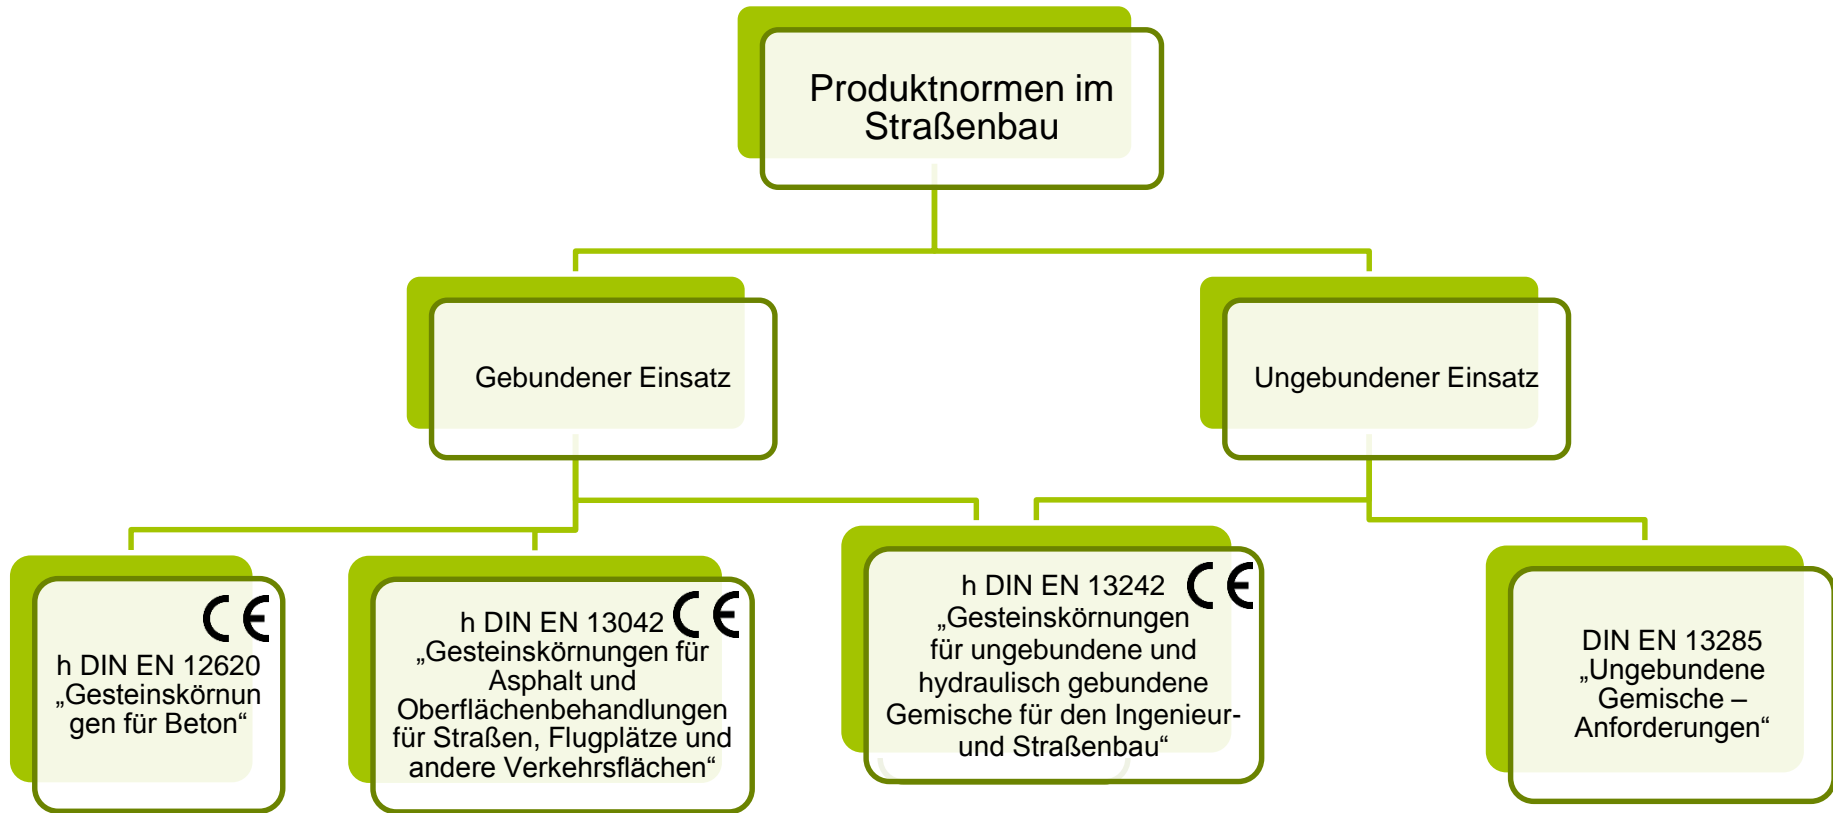 Produktnormen im
Straßenbau
Gebundener Einsatz
Ungebundener Einsatz
CE
h DIN EN 12620
„Gesteinskörnun
gen für Beton“
CE
h DIN EN 13042
„Gesteinskörnungen für
Asphalt und
Oberflächenbehandlungen
für Straßen, Flugplätze und
andere Verkehrsflächen“
CE
h DIN EN 13242
„Gesteinskörnungen
für ungebundene und
hydraulisch gebundene
Gemische für den Ingenieur-
und Straßenbau“
DIN EN 13285
„Ungebundene
Gemische –
Anforderungen“